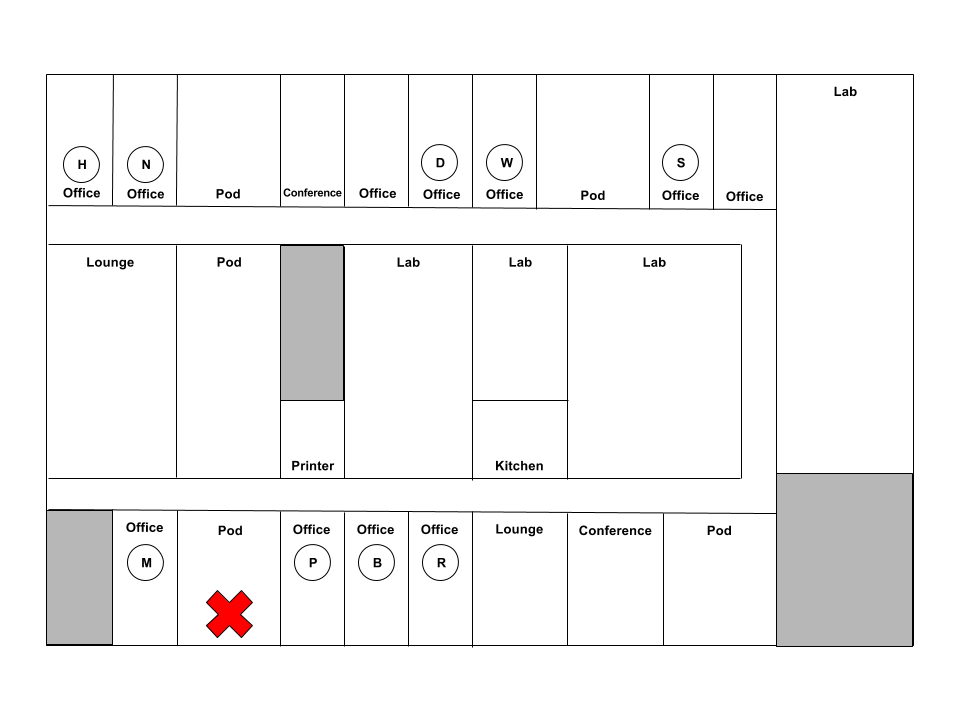 Lab
H
N
D
W
S
Office
Office
Pod
Conference
Office
Office
Office
Pod
Office
Office
Lounge
Pod
Lab
Lab
Lab
Printer
Kitchen
Office
Pod
Office
Office
Office
Lounge
Conference
Pod
M
P
B
R